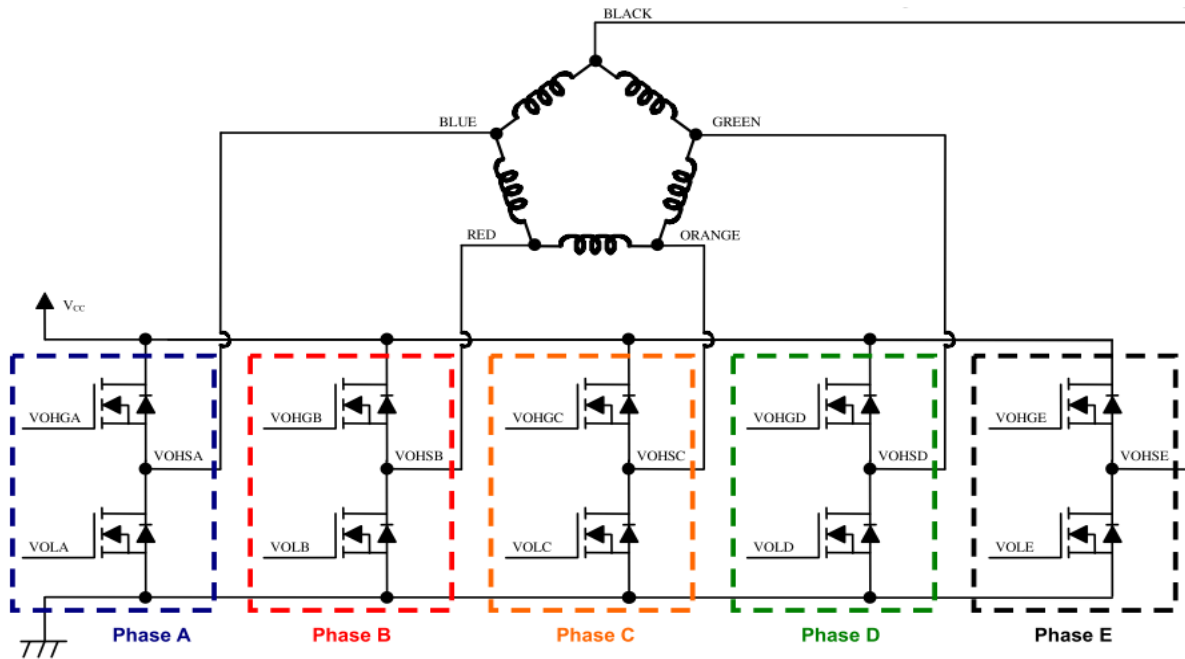 BLACK
BLUE
GREEN
RED
ORANGE
VCC
VOHGA
VOHGB
VOHGC
VOHGD
VOHGE
VOHSA
VOHSB
VOHSC
VOHSD
VOHSE
VOLA
VOLB
VOLC
VOLD
VOLE
Phase A
Phase B
Phase C
Phase D
Phase E